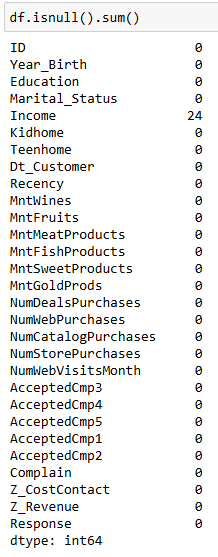 df.isnull().sum()
ID 0
Year_Birth 0
Education 0
Marital_Status 0
Income 24
Kidhome 0
Teenhome 0
Dt_Customer 0
Recency 0
MntWines 0
MntFruits 0
MntMeatProducts 0
MntFishProducts 0
MntSweetProducts 0
MntGoldProds 0
NumDealsPurchases 0
NumWebPurchases 0
NumCatalogPurchases 0
NumStorePurchases 0
NumWebVisitsMonth 0
AcceptedCmp3 0
AcceptedCmp4 0
AcceptedCmp5 0
AcceptedCmp1 0
AcceptedCmp2 0
Complain 0
Z_CostContact 0
Z_Revenue 0
Response 0
dtype: int64